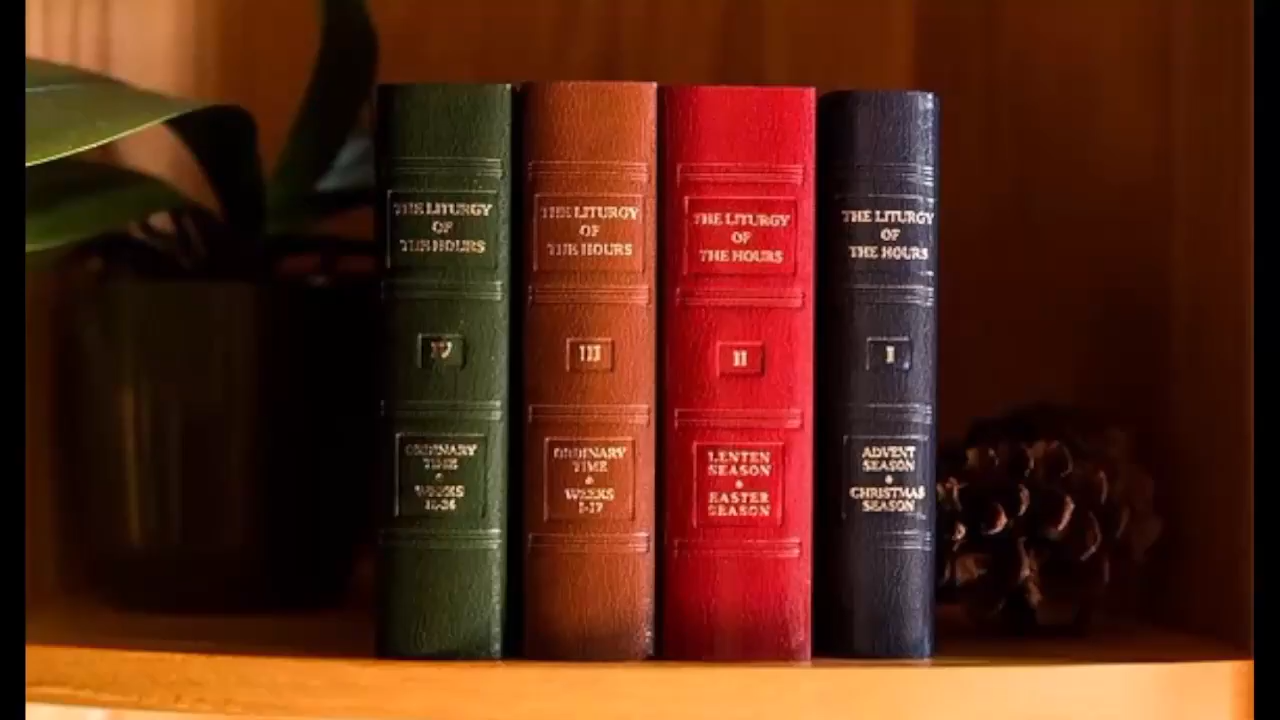 THE LITURGY
OF
THE HOURS
IV
ORDINARY
TIME
WEEKS
THE LITURGY
OF
THE HOURS
III
ORDINARY
TIME
WEEKS
1-17
THE LITURGY
OF
THE HOURS
II
LENTEN
SEASON
EASTER
SEASON
THE LITURGY
OF
THE HOURS
I
ADVENT
SEASON
CHRISTMAS
SEASON